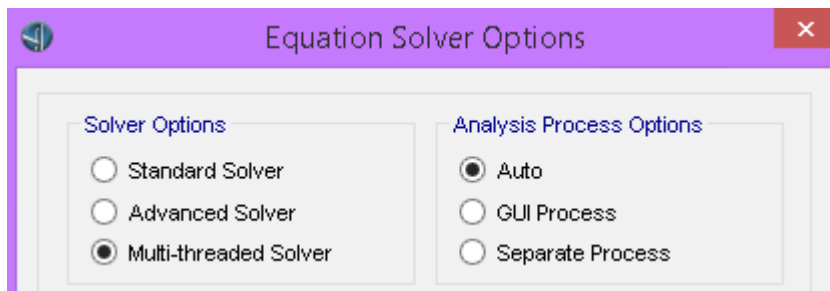 Equation Solver Options
Solver Options
Standard Solver
Advanced Solver
Multi-threaded Solver
Analysis Process Options
Auto
GUI Process
Separate Process